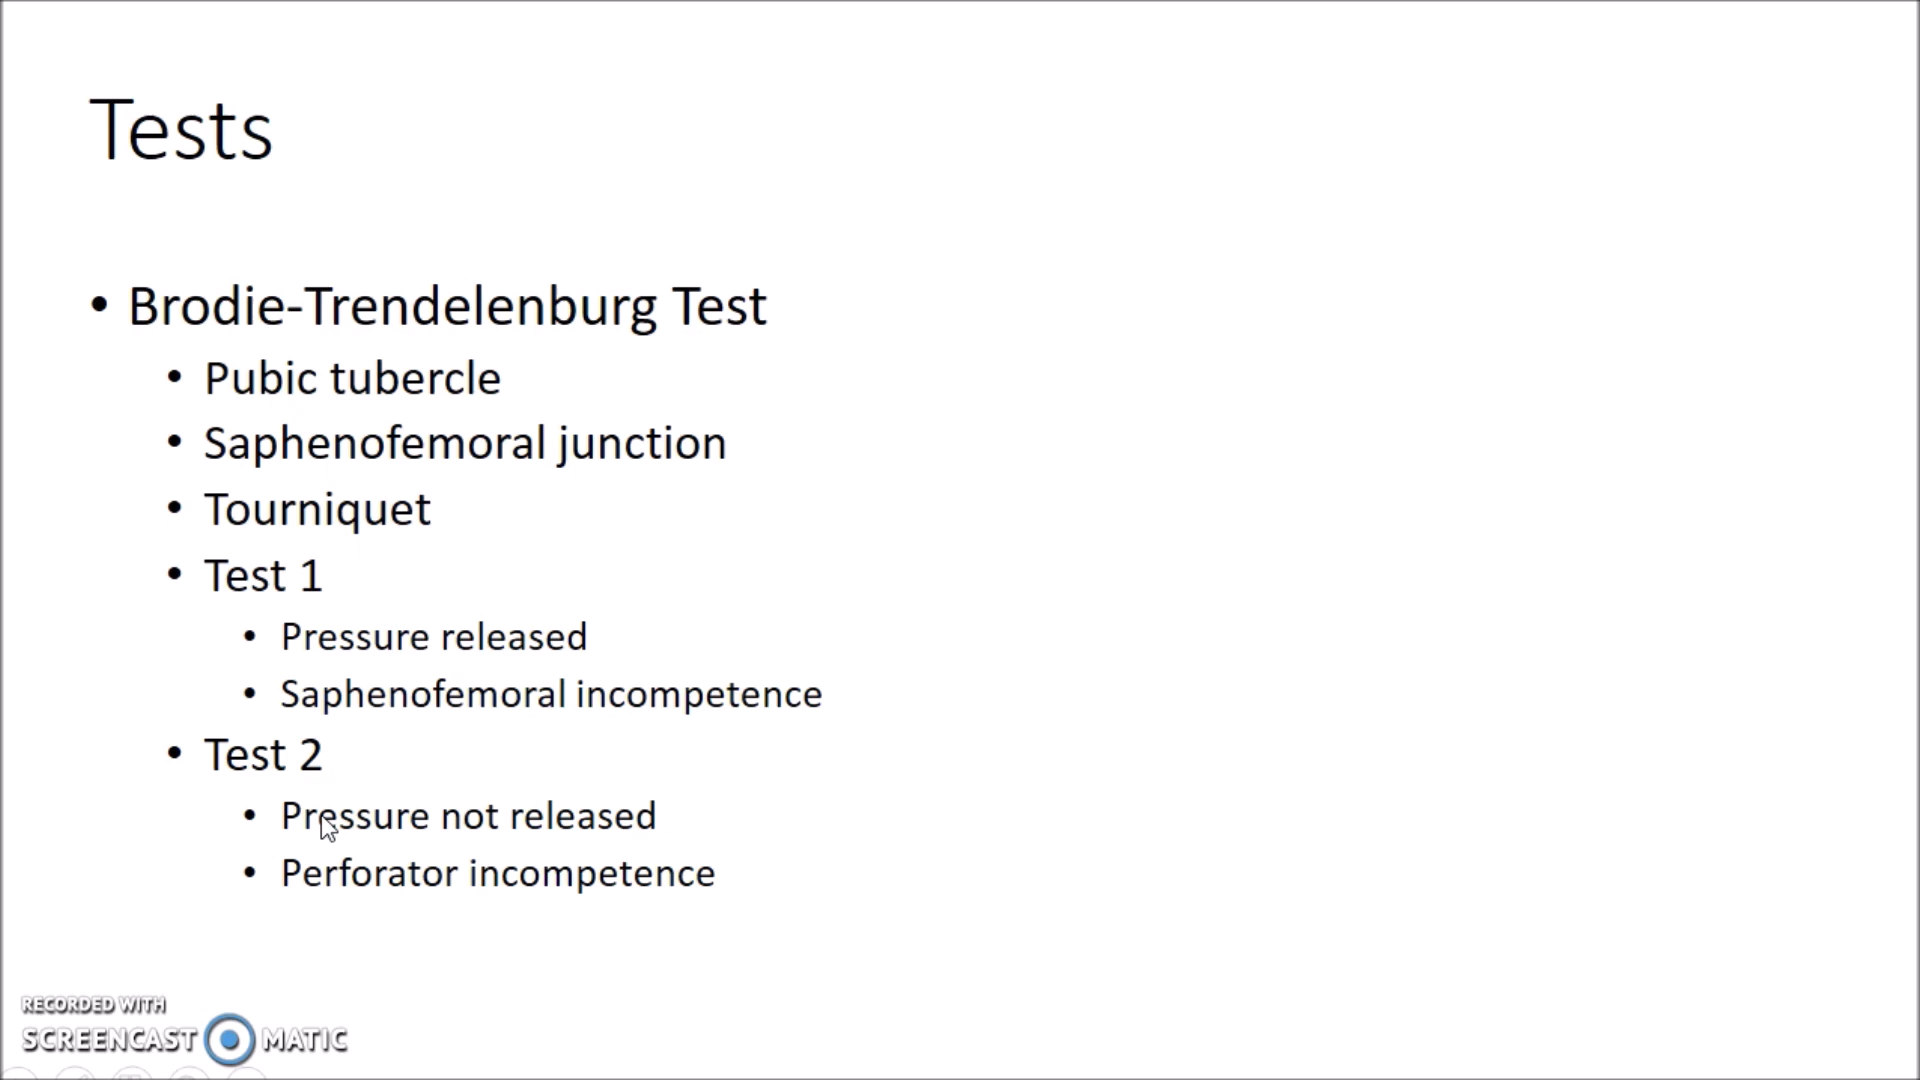 Tests
• Brodie-Trendelenburg Test
• Pubic tubercle
• Saphenofemoral junction
• Tourniquet
• Test 1
• Pressure released
• Saphenofemoral incompetence
• Test 2
• Pressure not released
• Perforator incompetence
RECORDED WITH
SCREENCAST MATIC